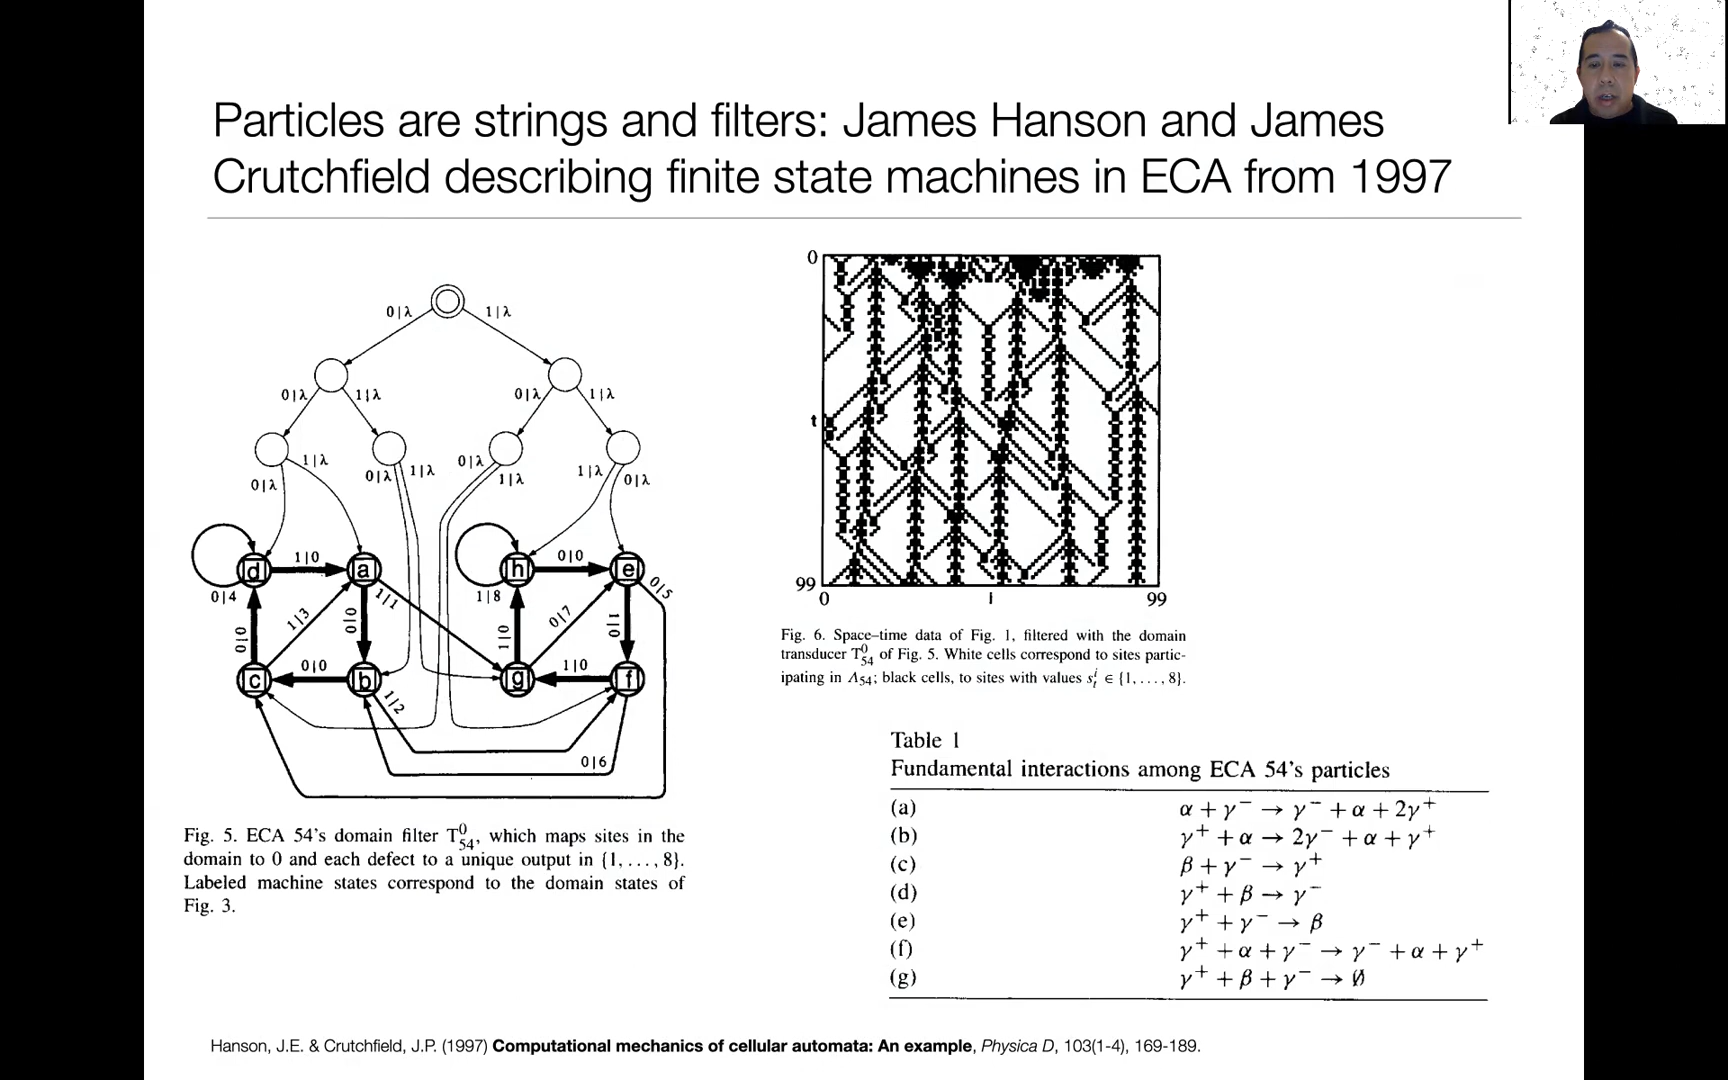 Particles are strings and filters: James Hanson and James
Crutchfield describing finite state machines in ECA from 1997
0|λ
1|λ
0|λ
1|λ
0|λ
1|λ
0|λ
1|λ
0|λ
1|λ
0|λ
1|λ
1|λ
0|λ
d
1|0
a
h
0|0
e
0|4
1|1
1|8
0|5
0|0
1|3
0|0
1|0
0|7
1|0
c
0|0
b
g
1|0
f
1|2
0|6
Fig. 5. ECA 54's domain filter T⁰₅₄, which maps sites in the
domain to 0 and each defect to a unique output in {1, . . . , 8}.
Labeled machine states correspond to the domain states of
Fig. 3.
0
t
99
0
i
99
Fig. 6. Space–time data of Fig. 1, filtered with the domain
transducer T⁰₅₄ of Fig. 5. White cells correspond to sites partic-
ipating in Λ₅₄; black cells, to sites with values sᵢₜ ∈ {1, . . . , 8}.
Table 1
Fundamental interactions among ECA 54's particles
(a) α + γ⁻ → γ⁻ + α + 2γ⁺
(b) γ⁺ + α → 2γ⁻ + α + γ⁺
(c) β + γ⁻ → γ⁺
(d) γ⁺ + β → γ⁻
(e) γ⁺ + γ⁻ → β
(f) γ⁺ + α + γ⁻ → γ⁻ + α + γ⁺
(g) γ⁺ + β + γ⁻ → ∅
Hanson, J.E. & Crutchfield, J.P. (1997) Computational mechanics of cellular automata: An example, Physica D, 103(1-4), 169-189.